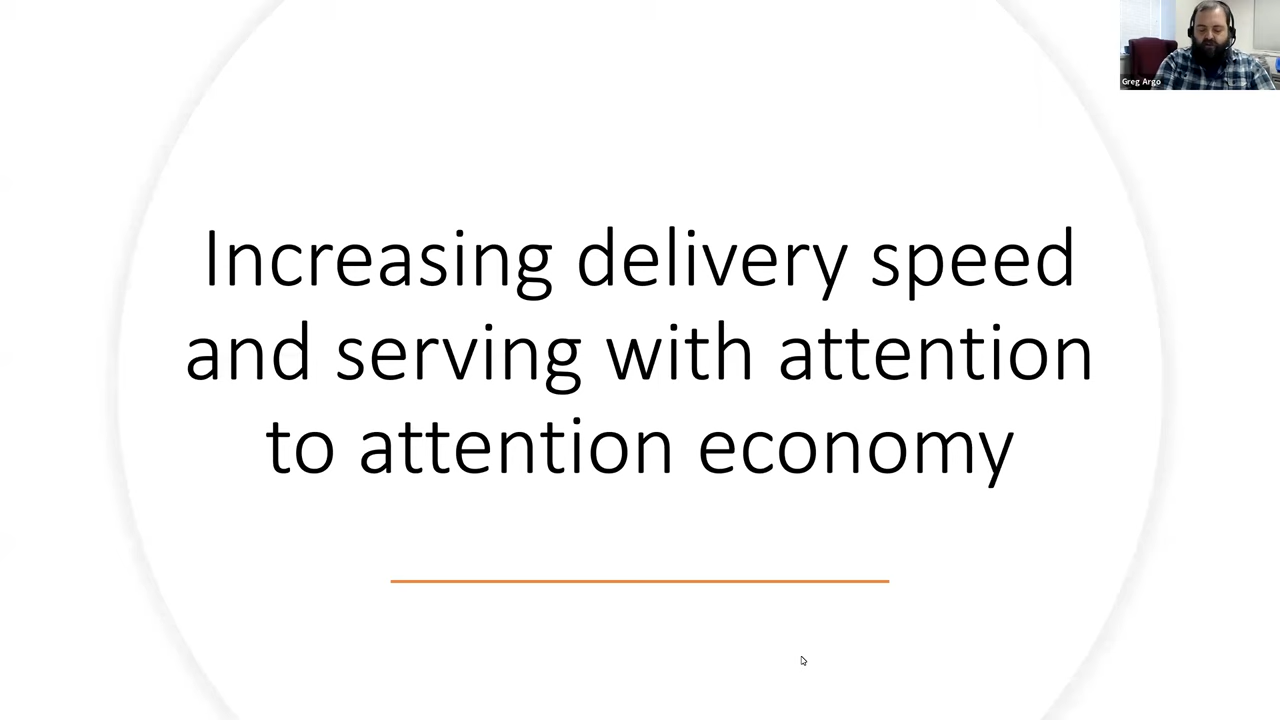 Greg Argo
Increasing delivery speed
and serving with attention
to attention economy